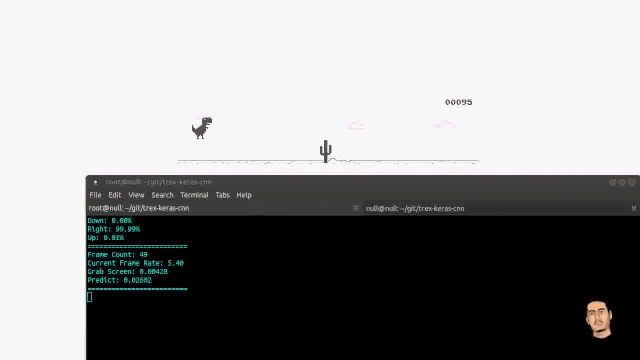 00095
root@null: ~/git/trex-keras-cnn
File Edit View Search Terminal Tabs Help
root@null: ~/git/trex-keras-cnn
null@null: ~/git/trex-keras-cnn
Down: 0.00%
Right: 99.99%
Up: 0.01%
=========================
Frame Count: 49
Current Frame Rate: 5.40
Grab Screen: 0.00420
Predict: 0.02602
=========================